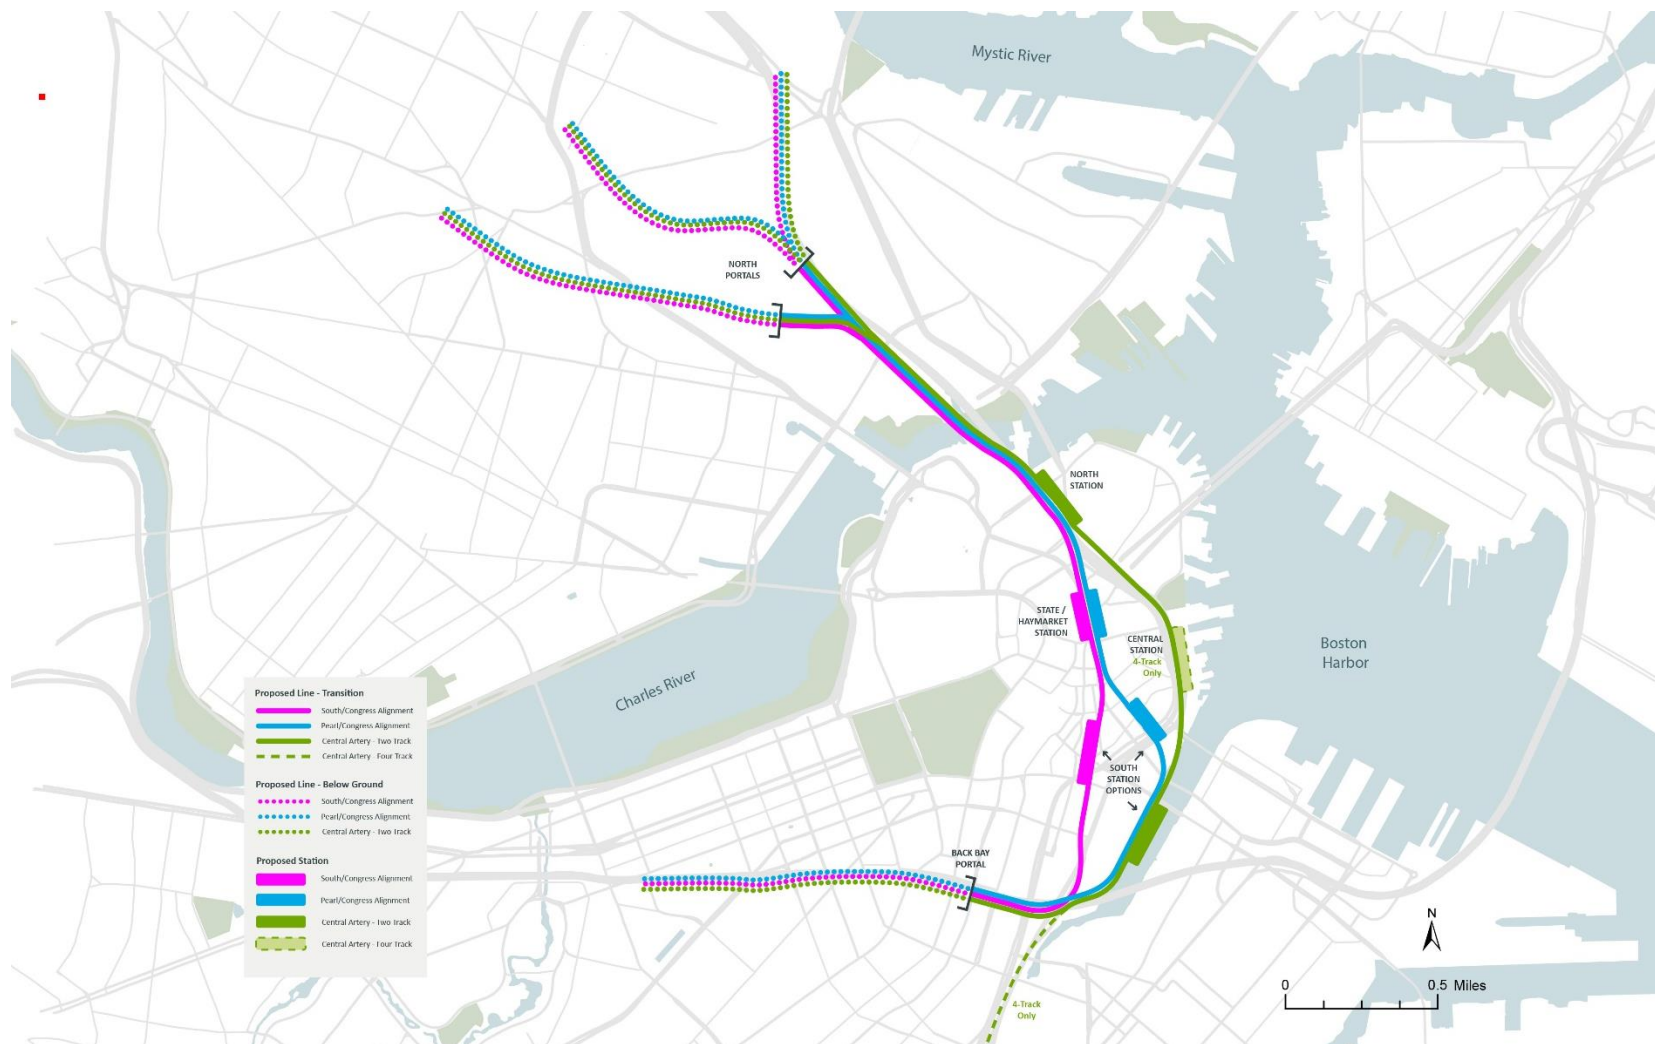 Mystic River
NORTH
PORTALS
NORTH
STATION
STATE /
HAYMARKET
STATION
CENTRAL
STATION
4-Track
Only
Boston
Harbor
Charles River
SOUTH
STATION
OPTIONS
BACK BAY
PORTAL
4-Track
Only
Proposed Line - Transition
South/Congress Alignment
Pearl/Congress Alignment
Central Artery - Two Track
Central Artery - Four Track
Proposed Line - Below Ground
South/Congress Alignment
Pearl/Congress Alignment
Central Artery - Two Track
Proposed Station
South/Congress Alignment
Pearl/Congress Alignment
Central Artery - Two Track
Central Artery - Four Track
N
0 0.5 Miles